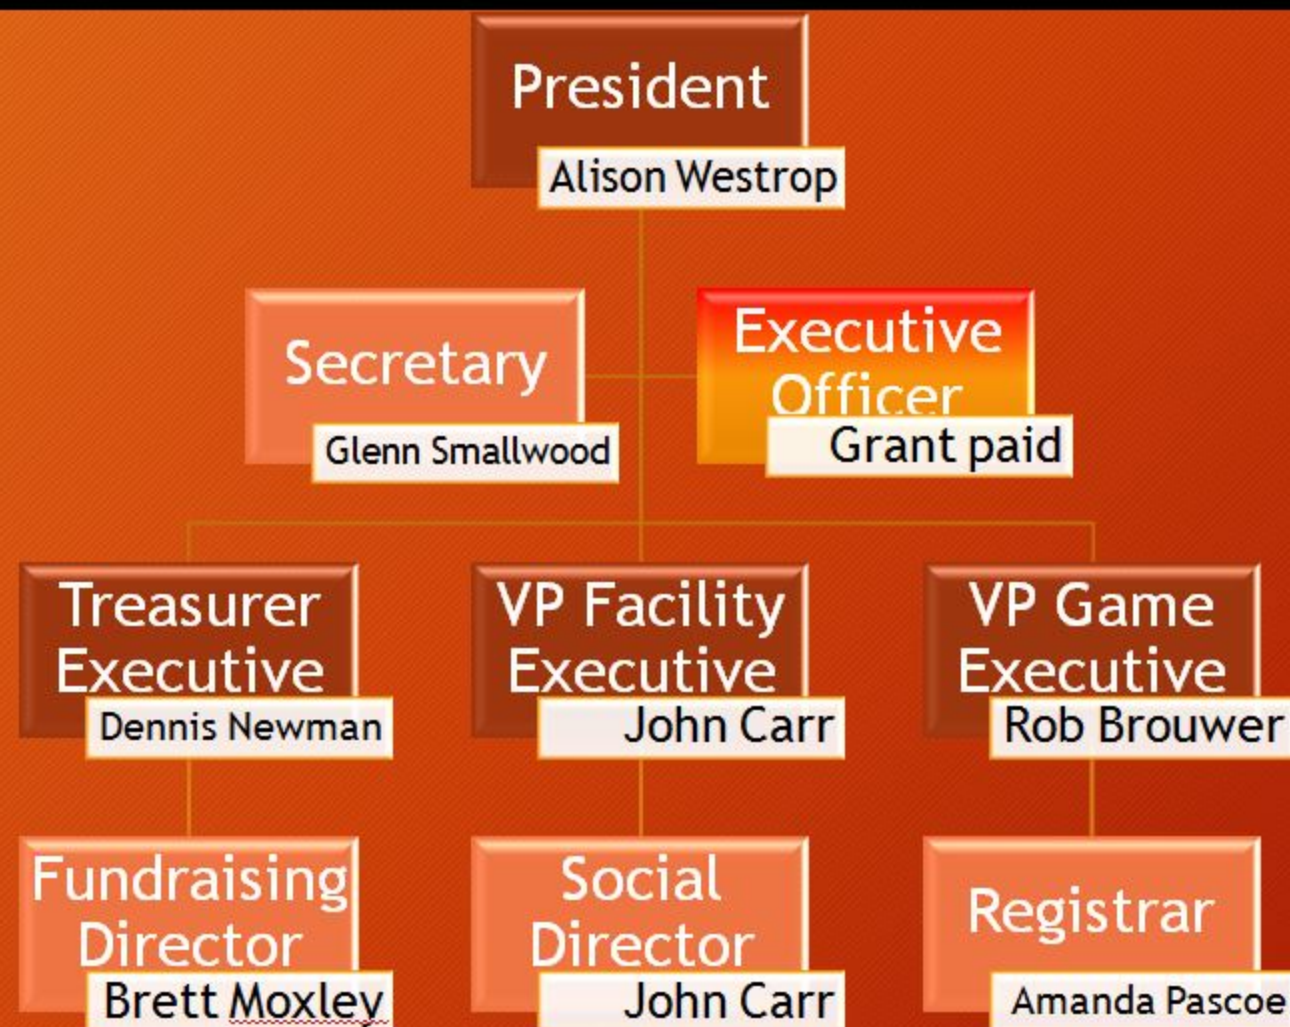 President
Alison Westrop
Secretary
Glenn Smallwood
Executive
Officer
Grant paid
Treasurer
Executive
Dennis Newman
VP Facility
Executive
John Carr
VP Game
Executive
Rob Brouwer
Fundraising
Director
Brett Moxley
Social
Director
John Carr
Registrar
Amanda Pascoe